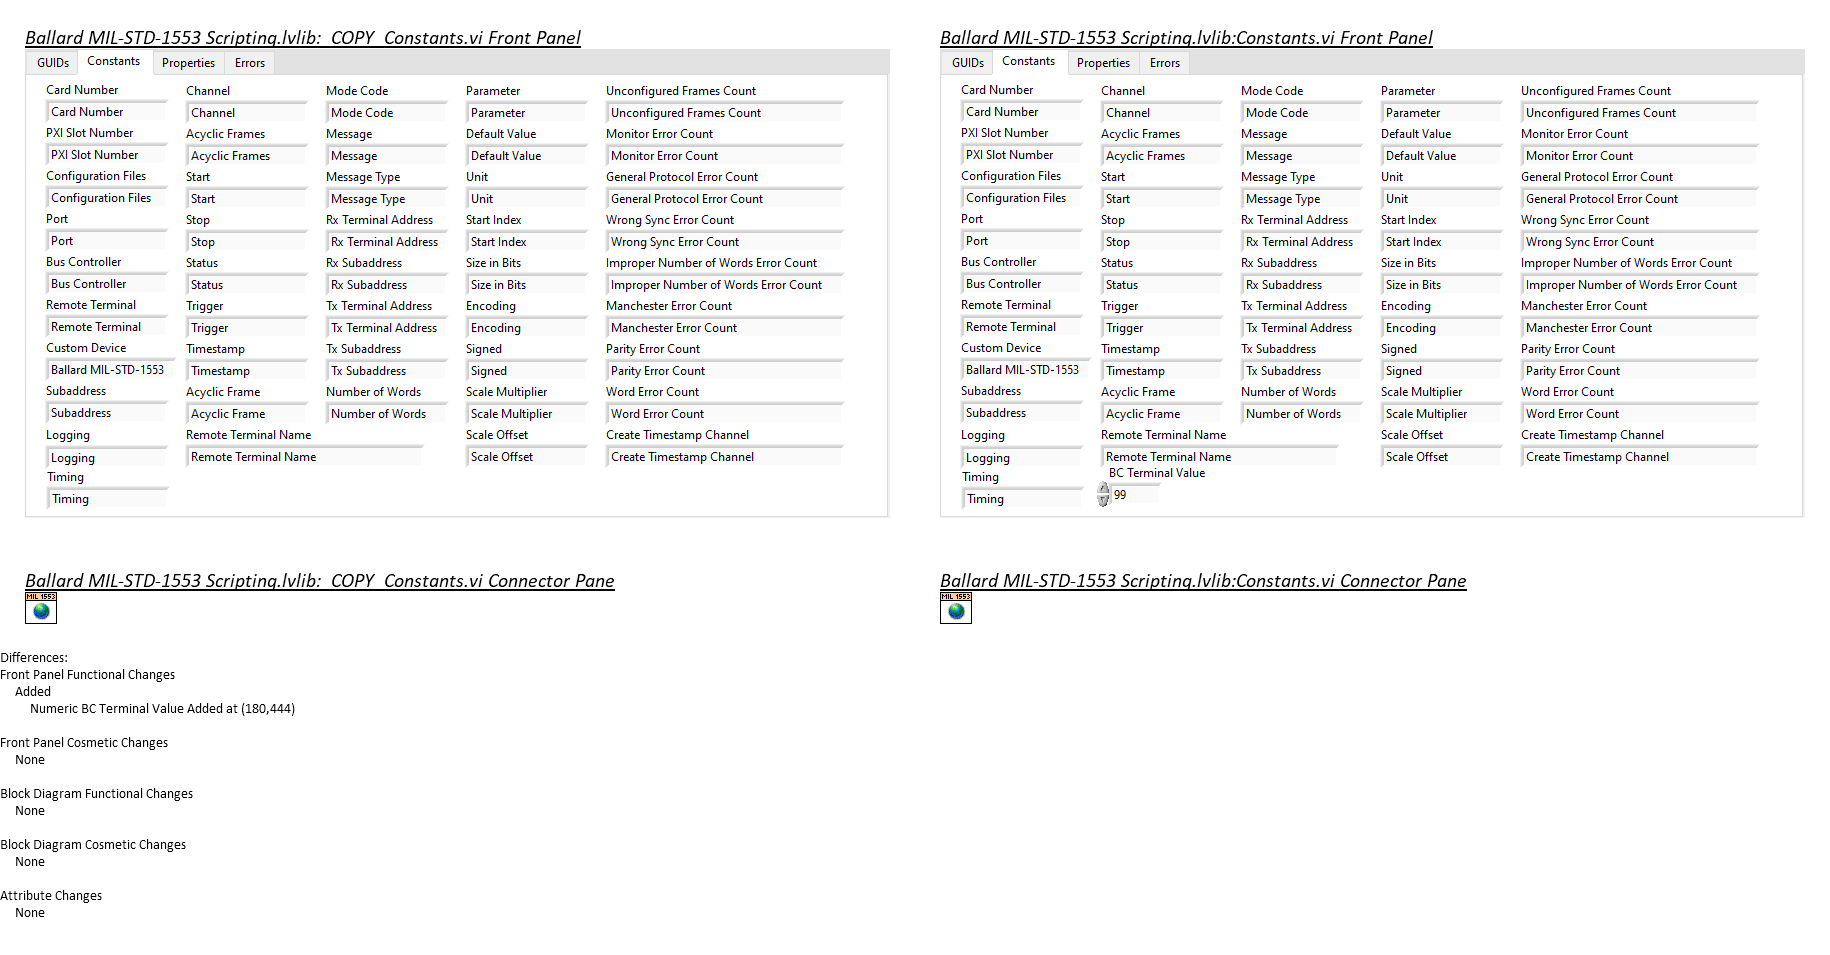 Ballard MIL-STD-1553 Scripting.lvlib:_COPY_Constants.vi Front Panel
GUIDs Constants Properties Errors
Card Number Channel Mode Code Parameter Unconfigured Frames Count
Card Number Channel Mode Code Parameter Unconfigured Frames Count
PXI Slot Number Acyclic Frames Message Default Value Monitor Error Count
PXI Slot Number Acyclic Frames Message Default Value Monitor Error Count
Configuration Files Start Message Type Unit General Protocol Error Count
Configuration Files Start Message Type Unit General Protocol Error Count
Port Stop Rx Terminal Address Start Index Wrong Sync Error Count
Port Stop Rx Terminal Address Start Index Wrong Sync Error Count
Bus Controller Status Rx Subaddress Size in Bits Improper Number of Words Error Count
Bus Controller Status Rx Subaddress Size in Bits Improper Number of Words Error Count
Remote Terminal Trigger Tx Terminal Address Encoding Manchester Error Count
Remote Terminal Trigger Tx Terminal Address Encoding Manchester Error Count
Custom Device Timestamp Tx Subaddress Signed Parity Error Count
Ballard MIL-STD-1553 Timestamp Tx Subaddress Signed Parity Error Count
Subaddress Acyclic Frame Number of Words Scale Multiplier Word Error Count
Subaddress Acyclic Frame Number of Words Scale Multiplier Word Error Count
Logging Remote Terminal Name Scale Offset Create Timestamp Channel
Logging Remote Terminal Name Scale Offset Create Timestamp Channel
Timing
Timing
Ballard MIL-STD-1553 Scripting.lvlib:Constants.vi Front Panel
GUIDs Constants Properties Errors
Card Number Channel Mode Code Parameter Unconfigured Frames Count
Card Number Channel Mode Code Parameter Unconfigured Frames Count
PXI Slot Number Acyclic Frames Message Default Value Monitor Error Count
PXI Slot Number Acyclic Frames Message Default Value Monitor Error Count
Configuration Files Start Message Type Unit General Protocol Error Count
Configuration Files Start Message Type Unit General Protocol Error Count
Port Stop Rx Terminal Address Start Index Wrong Sync Error Count
Port Stop Rx Terminal Address Start Index Wrong Sync Error Count
Bus Controller Status Rx Subaddress Size in Bits Improper Number of Words Error Count
Bus Controller Status Rx Subaddress Size in Bits Improper Number of Words Error Count
Remote Terminal Trigger Tx Terminal Address Encoding Manchester Error Count
Remote Terminal Trigger Tx Terminal Address Encoding Manchester Error Count
Custom Device Timestamp Tx Subaddress Signed Parity Error Count
Ballard MIL-STD-1553 Timestamp Tx Subaddress Signed Parity Error Count
Subaddress Acyclic Frame Number of Words Scale Multiplier Word Error Count
Subaddress Acyclic Frame Number of Words Scale Multiplier Word Error Count
Logging Remote Terminal Name Scale Offset Create Timestamp Channel
Logging Remote Terminal Name Scale Offset Create Timestamp Channel
Timing BC Terminal Value
Timing 99
Ballard MIL-STD-1553 Scripting.lvlib:_COPY_Constants.vi Connector Pane
MIL 1553
Ballard MIL-STD-1553 Scripting.lvlib:Constants.vi Connector Pane
MIL 1553
Differences:
Front Panel Functional Changes
Added
Numeric BC Terminal Value Added at (180,444)
Front Panel Cosmetic Changes
None
Block Diagram Functional Changes
None
Block Diagram Cosmetic Changes
None
Attribute Changes
None